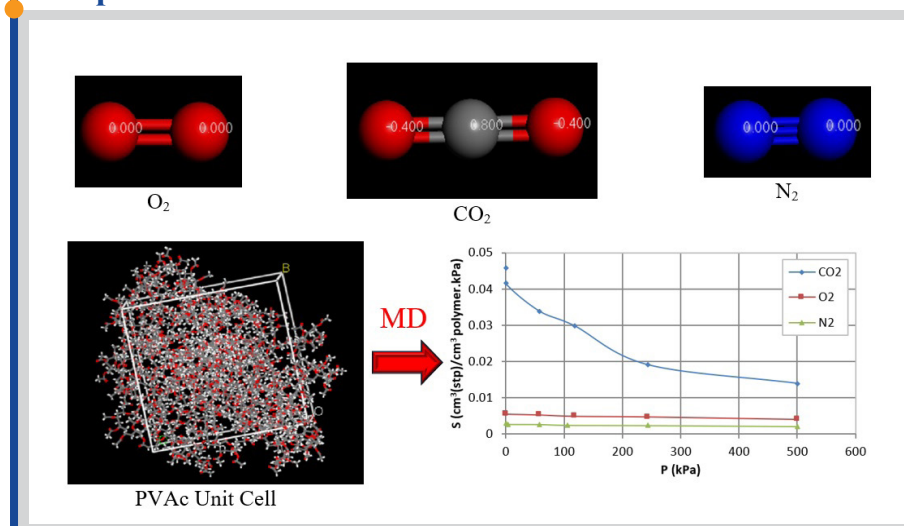 0.000 0.000
O₂
-0.400 0.800 -0.400
CO₂
0.000 0.000
N₂
B
O
PVAc Unit Cell
MD
S (cm³(stp)/cm³ polymer.kPa)
0.05
0.04
0.03
0.02
0.01
0
0 100 200 300 400 500 600
P (kPa)
CO2
O2
N2